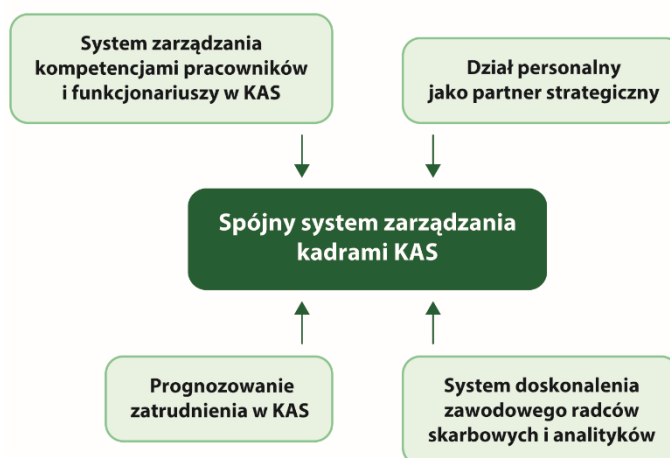 System zarządzania
kompetencjami pracowników
i funkcjonariuszy w KAS
Dział personalny
jako partner strategiczny
Spójny system zarządzania
kadrami KAS
Prognozowanie
zatrudnienia w KAS
System doskonalenia
zawodowego radców
skarbowych i analityków